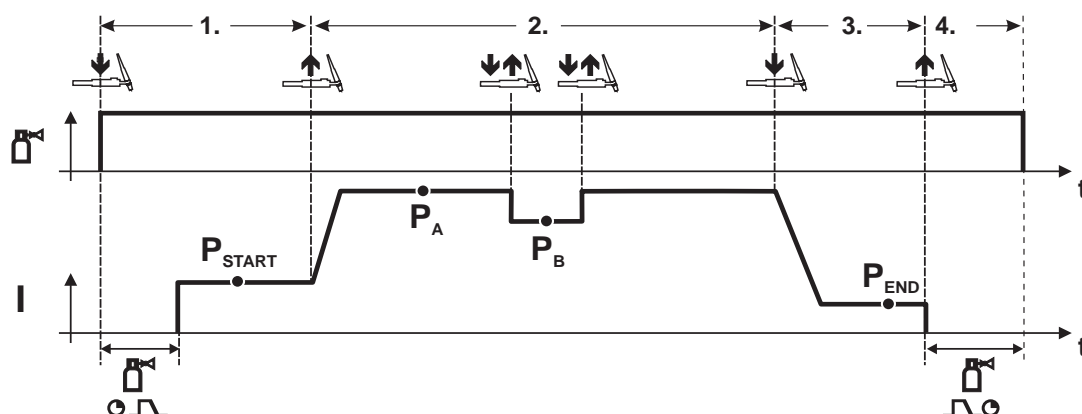 1. 2. 3. 4.
t
P_A
P_B
P_START
P_END
I
t